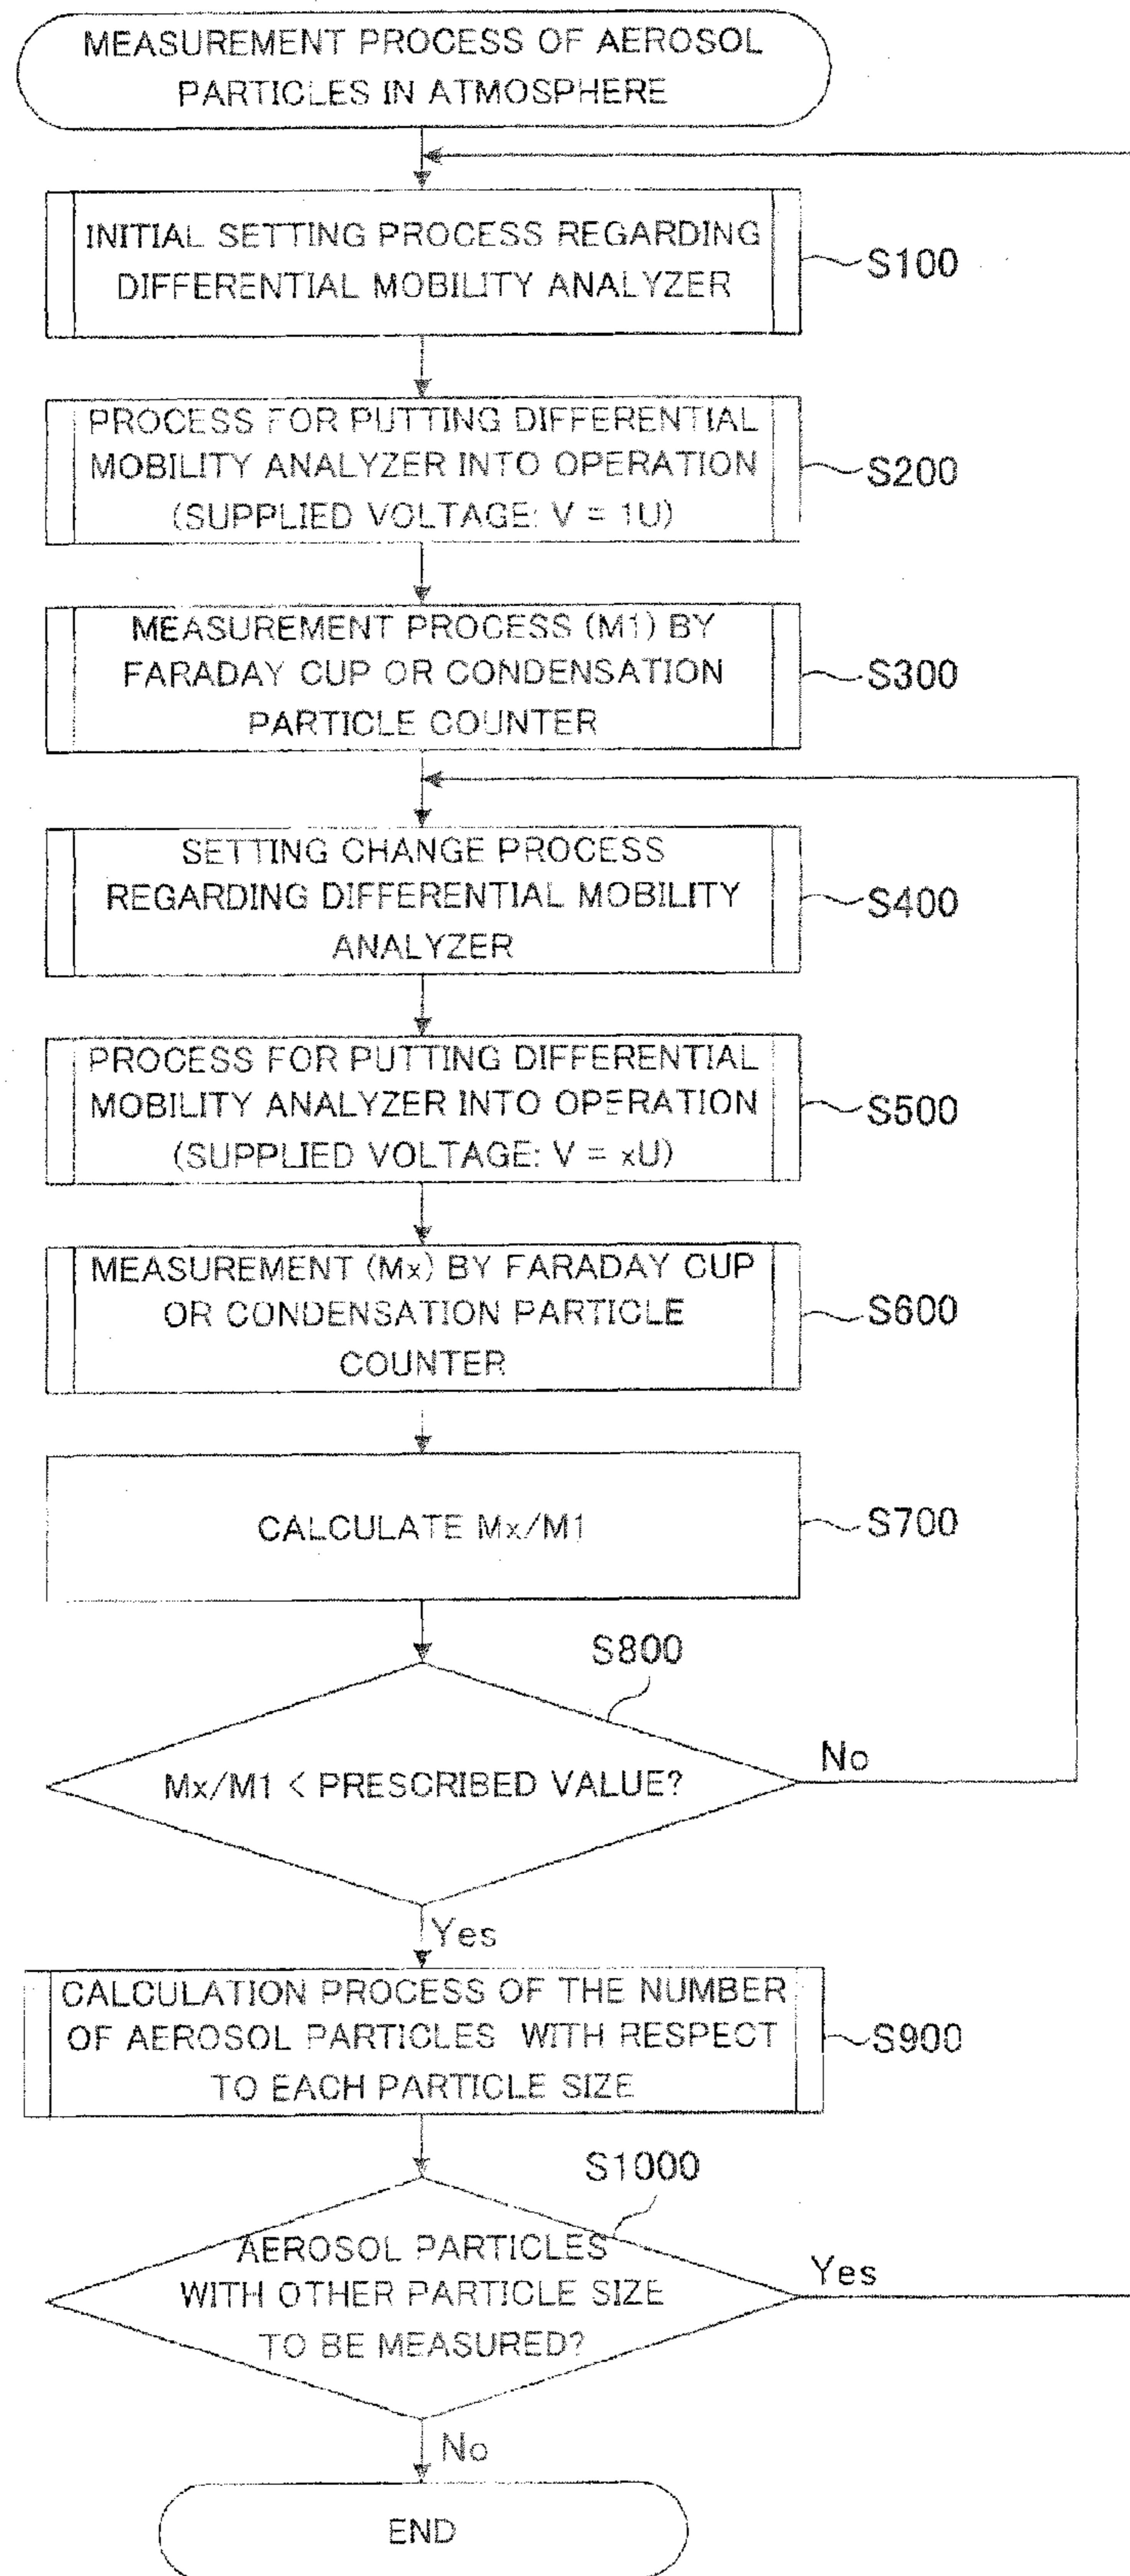 MEASUREMENT PROCESS OF AEROSOL
PARTICLES IN ATMOSPHERE
INITIAL SETTING PROCESS REGARDING
DIFFERENTIAL MOBILITY ANALYZER
S100
PROCESS FOR PUTTING DIFFERENTIAL
MOBILITY ANALYZER INTO OPERATION
(SUPPLIED VOLTAGE: V = 1U)
S200
MEASUREMENT PROCESS (M1) BY
FARADAY CUP OR CONDENSATION
PARTICLE COUNTER
S300
SETTING CHANGE PROCESS
REGARDING DIFFERENTIAL MOBILITY
ANALYZER
S400
PROCESS FOR PUTTING DIFFERENTIAL
MOBILITY ANALYZER INTO OPERATION
(SUPPLIED VOLTAGE: V = xU)
S500
MEASUREMENT (Mx) BY FARADAY CUP
OR CONDENSATION PARTICLE
COUNTER
S600
CALCULATE Mx/M1
S700
S800
Mx/M1 < PRESCRIBED VALUE?
No
Yes
CALCULATION PROCESS OF THE NUMBER
OF AEROSOL PARTICLES WITH RESPECT
TO EACH PARTICLE SIZE
S900
S1000
AEROSOL PARTICLES
WITH OTHER PARTICLE SIZE
TO BE MEASURED?
Yes
No
END